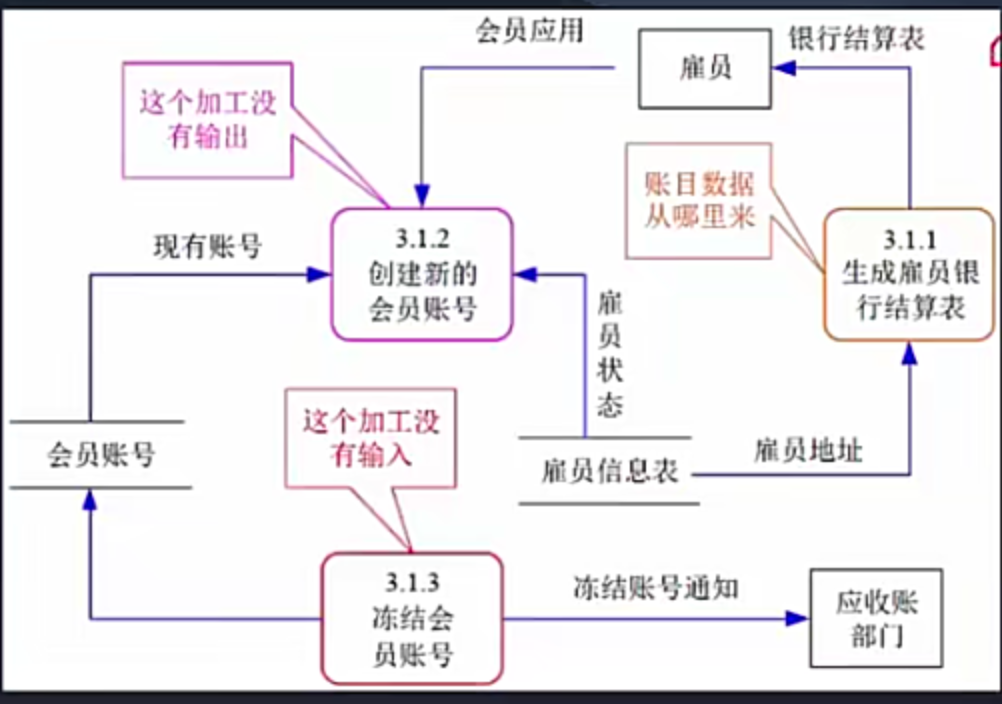 会员应用
雇员
银行结算表
这个加工没
有输出
账目数据
从哪里来
3.1.2
创建新的
会员账号
3.1.1
生成雇员银
行结算表
现有账号
雇
员
状
态
这个加工没
有输入
会员账号
雇员信息表
雇员地址
3.1.3
冻结会
员账号
冻结账号通知
应收账
部门